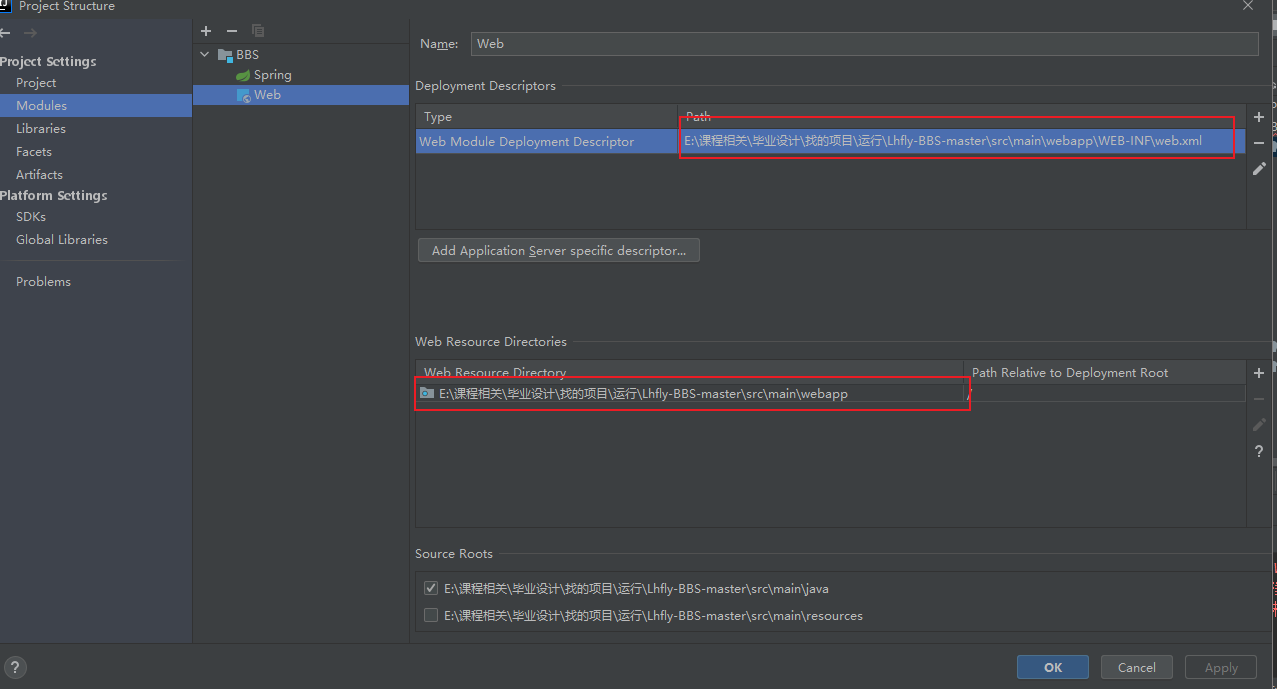 Project Structure
Project Settings
Project
Modules
Libraries
Facets
Artifacts
Platform Settings
SDKs
Global Libraries
Problems
BBS
Spring
Web
Name: Web
Deployment Descriptors
Type Path
Web Module Deployment Descriptor E:\课程相关\毕业设计\找的项目\运行\Lhfly-BBS-master\src\main\webapp\WEB-INF\web.xml
Add Application Server specific descriptor...
Web Resource Directories
Web Resource Directory Path Relative to Deployment Root
E:\课程相关\毕业设计\找的项目\运行\Lhfly-BBS-master\src\main\webapp /
Source Roots
E:\课程相关\毕业设计\找的项目\运行\Lhfly-BBS-master\src\main\java
E:\课程相关\毕业设计\找的项目\运行\Lhfly-BBS-master\src\main\resources
? OK Cancel Apply